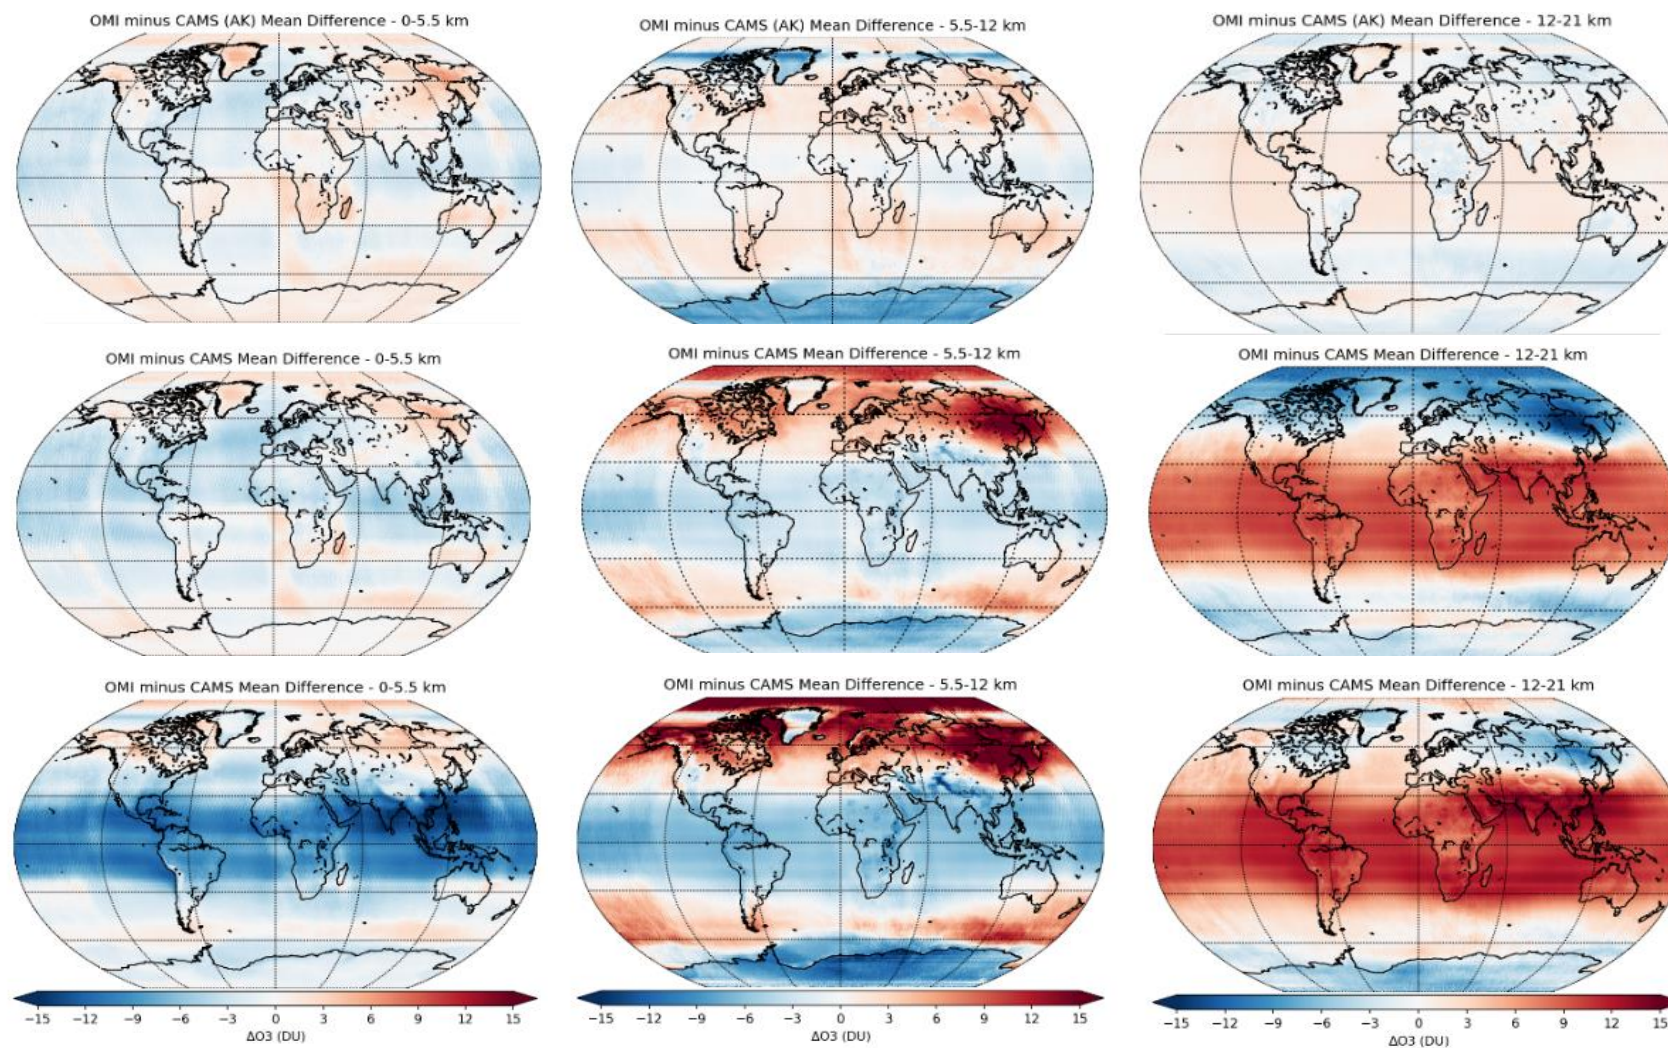 OMI minus CAMS (AK) Mean Difference - 0-5.5 km
OMI minus CAMS (AK) Mean Difference - 5.5-12 km
OMI minus CAMS (AK) Mean Difference - 12-21 km
OMI minus CAMS Mean Difference - 0-5.5 km
OMI minus CAMS Mean Difference - 5.5-12 km
OMI minus CAMS Mean Difference - 12-21 km
OMI minus CAMS Mean Difference - 0-5.5 km
OMI minus CAMS Mean Difference - 5.5-12 km
OMI minus CAMS Mean Difference - 12-21 km
−15 −12 −9 −6 −3 0 3 6 9 12 15
ΔO3 (DU)
−15 −12 −9 −6 −3 0 3 6 9 12 15
ΔO3 (DU)
−15 −12 −9 −6 −3 0 3 6 9 12 15
ΔO3 (DU)